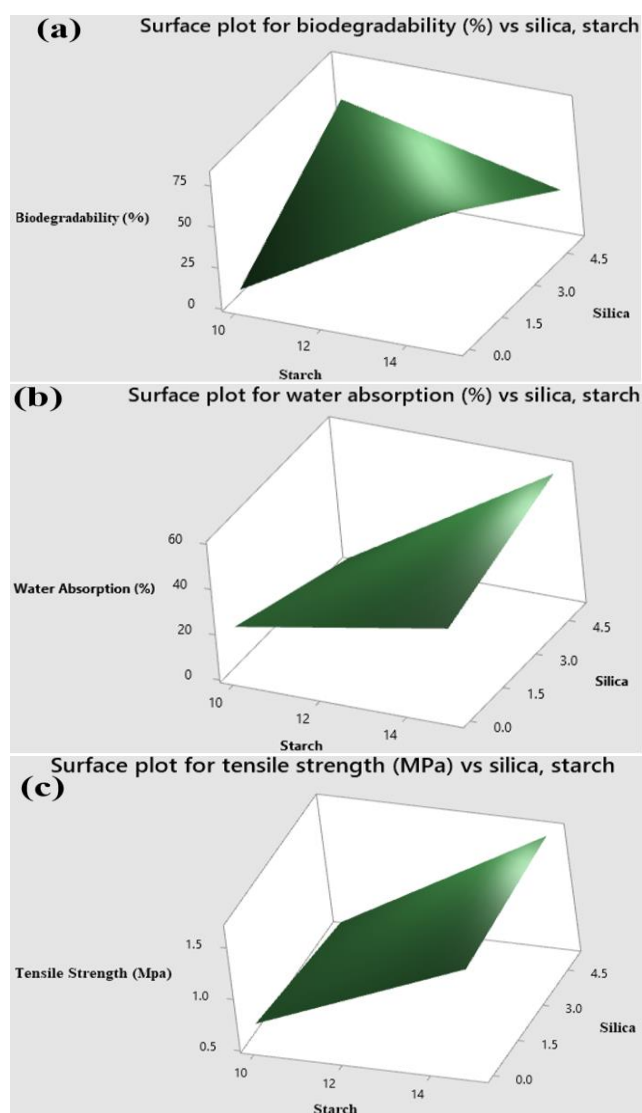 (a)
Surface plot for biodegradability (%) vs silica, starch
75
50
25
0
Biodegradability (%)
10
12
14
Starch
0.0
1.5
3.0
4.5
Silica
(b)
Surface plot for water absorption (%) vs silica, starch
60
40
20
0
Water Absorption (%)
10
12
14
Starch
0.0
1.5
3.0
4.5
Silica
Surface plot for tensile strength (MPa) vs silica, starch
(c)
1.5
1.0
0.5
Tensile Strength (Mpa)
10
12
14
Starch
0.0
1.5
3.0
4.5
Silica